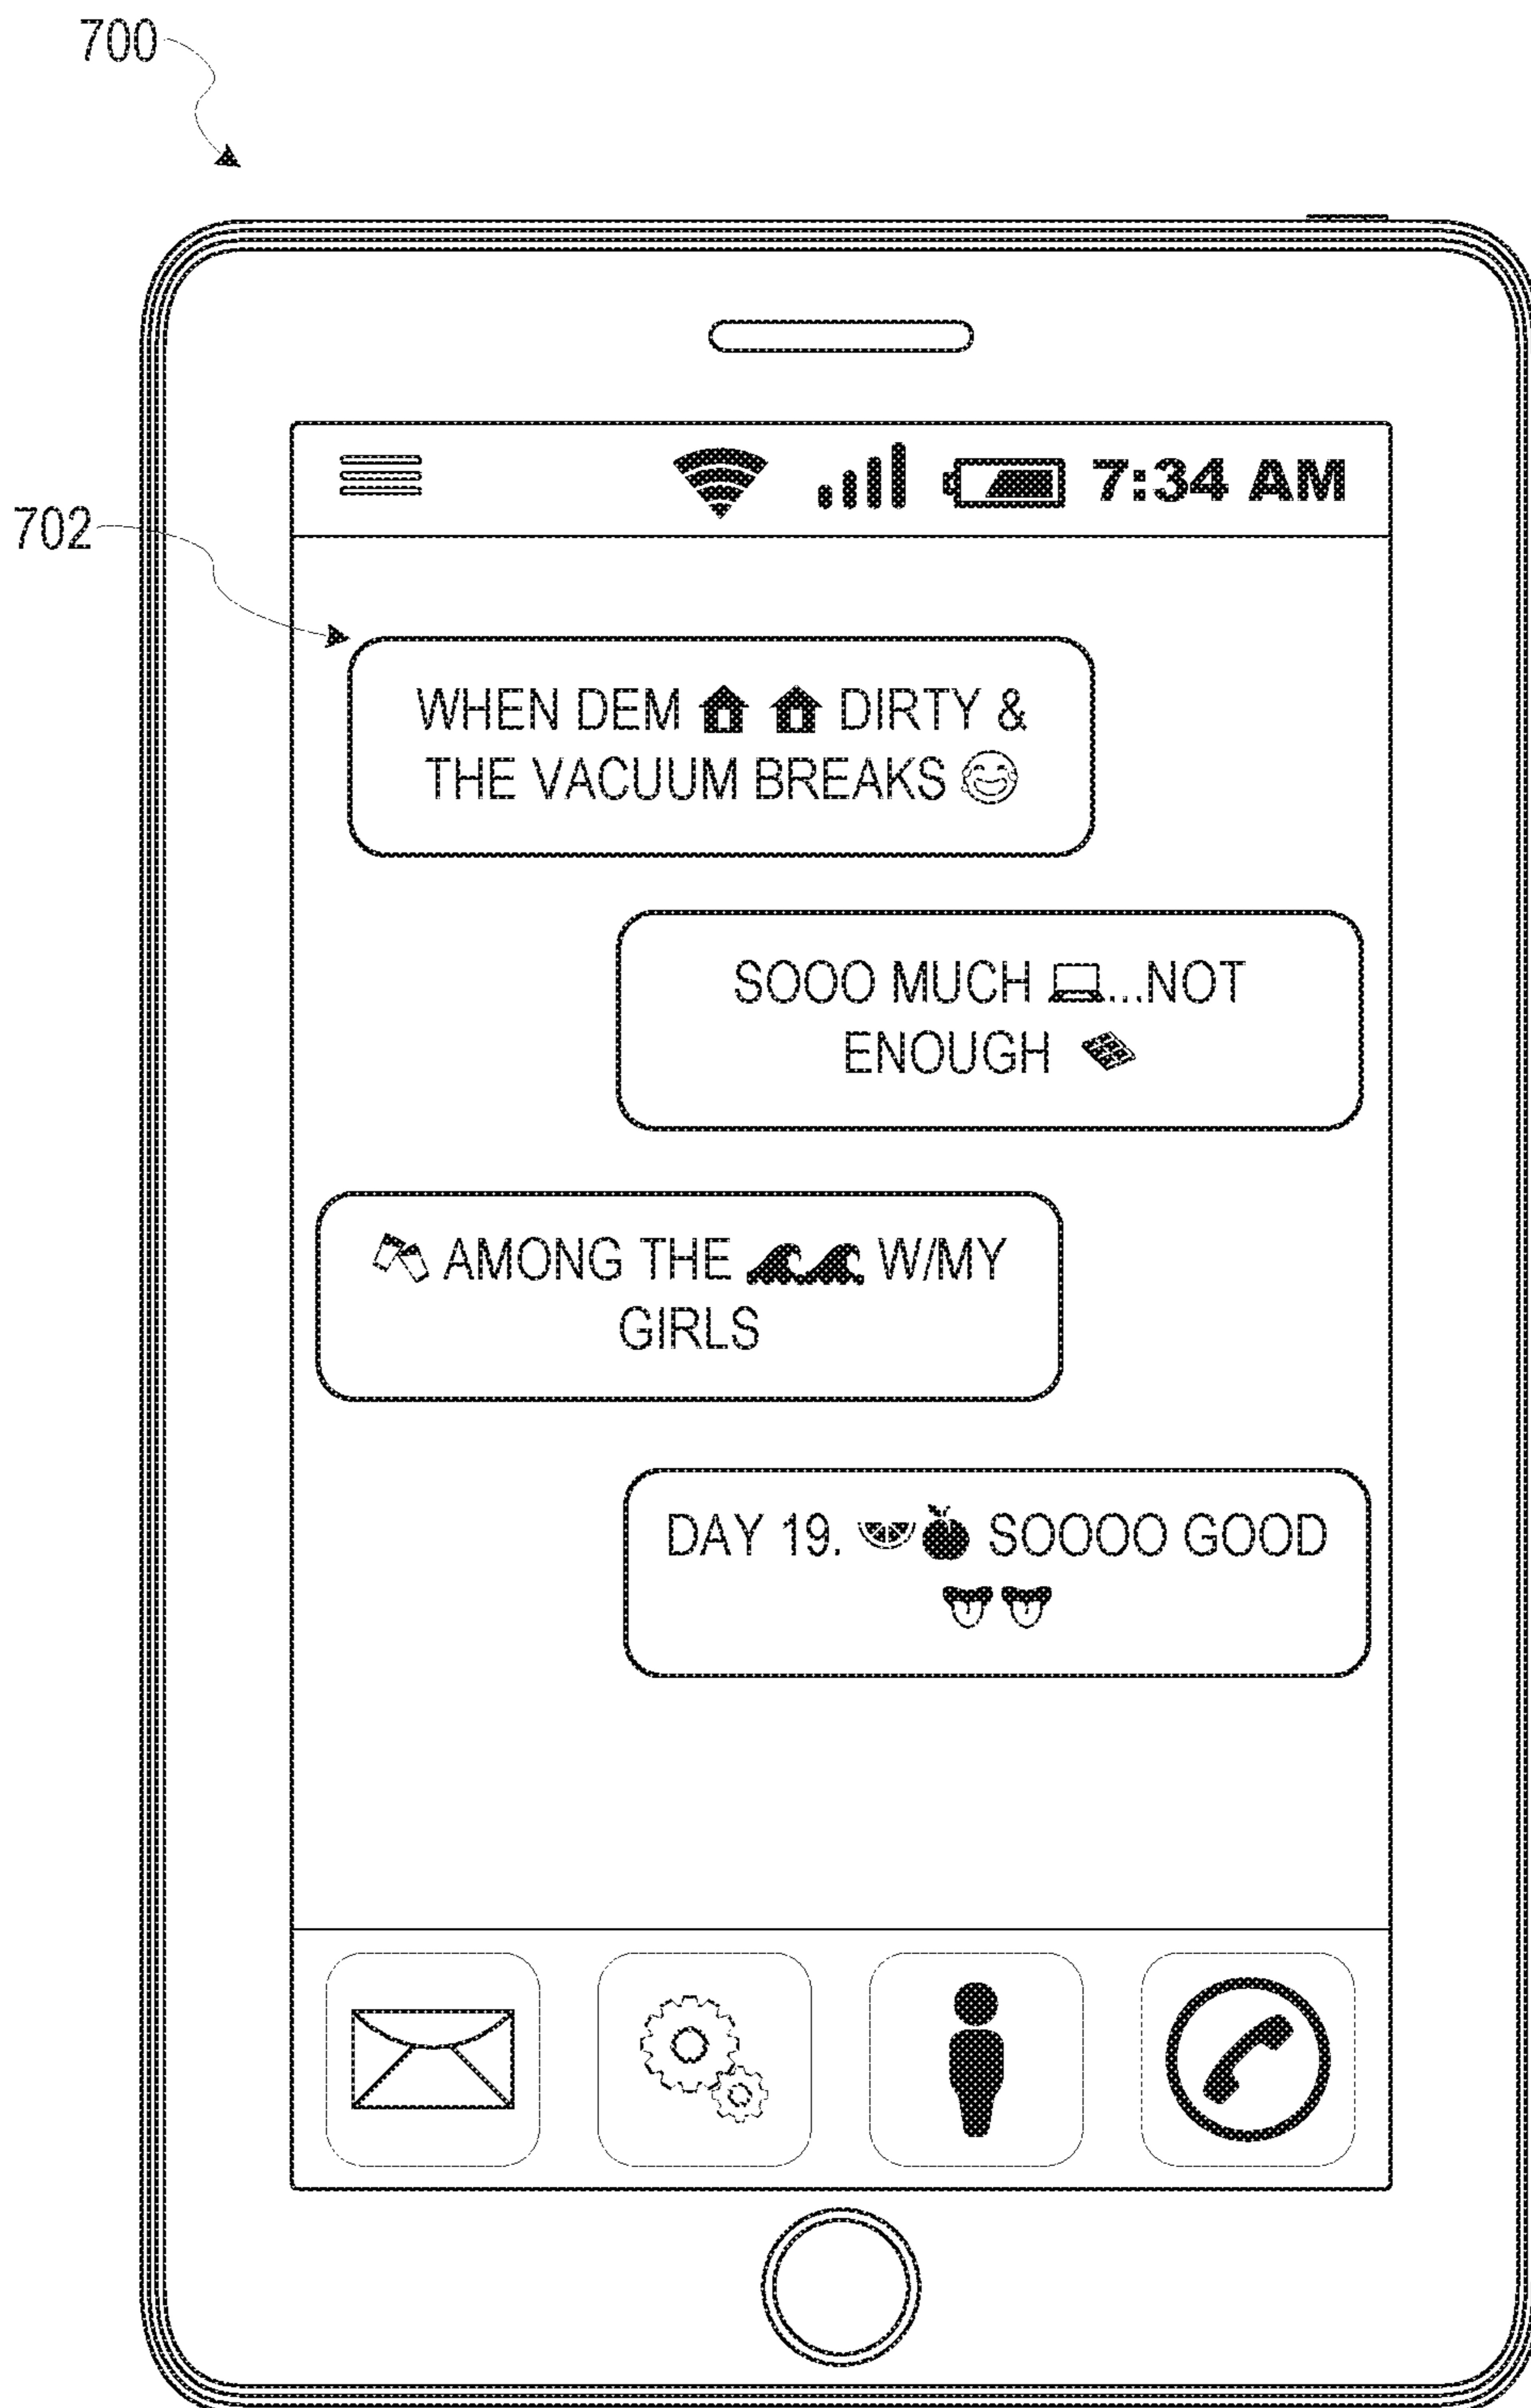 700
7:34 AM
702
WHEN DEM 🏠 🏠 DIRTY &
THE VACUUM BREAKS 😅
SOOO MUCH 💻...NOT
ENOUGH 🍫
🥂 AMONG THE 🌊🌊 W/MY
GIRLS
DAY 19. 🍉🍅 SOOOO GOOD
👅👅